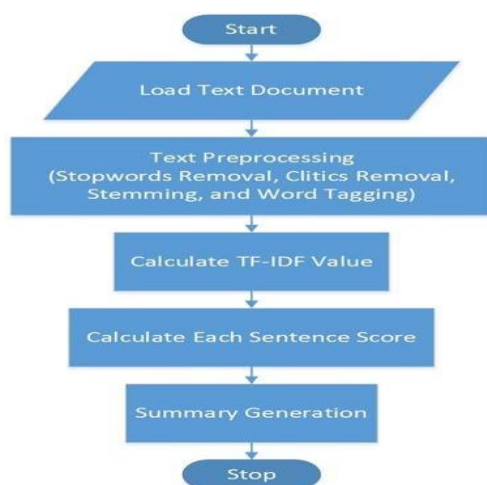 Start
Load Text Document
Text Preprocessing
(Stopwords Removal, Clitics Removal,
Stemming, and Word Tagging)
Calculate TF-IDF Value
Calculate Each Sentence Score
Summary Generation
Stop